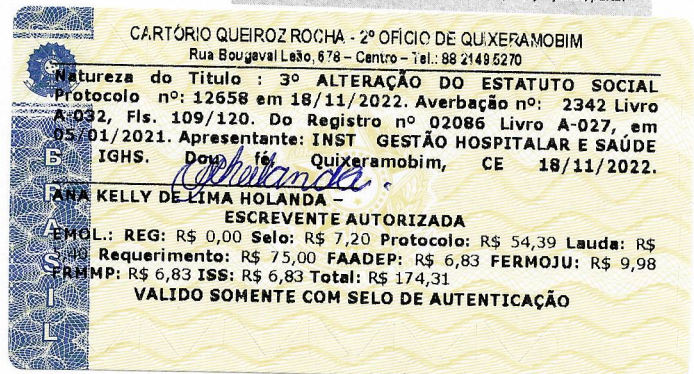 CARTÓRIO QUEIROZ ROCHA - 2º OFÍCIO DE QUIXERAMOBIM
Rua Bougaval Leão, 678 – Centro – Tel.: 88 2149 5270
Natureza do Titulo : 3º ALTERAÇÃO DO ESTATUTO SOCIAL
Protocolo nº: 12658 em 18/11/2022. Averbação nº: 2342 Livro
A-032, Fls. 109/120. Do Registro nº 02086 Livro A-027, em
05/01/2021. Apresentante: INST GESTÃO HOSPITALAR E SAÚDE
IGHS. Dou fé, Quixeramobim, CE 18/11/2022.
ANA KELLY DE LIMA HOLANDA –
ESCREVENTE AUTORIZADA
EMOL.: REG: R$ 0,00 Selo: R$ 7,20 Protocolo: R$ 54,39 Lauda: R$
Requerimento: R$ 75,00 FAADEP: R$ 6,83 FERMOJU: R$ 9,98
FRMMP: R$ 6,83 ISS: R$ 6,83 Total: R$ 174,31
VALIDO SOMENTE COM SELO DE AUTENTICAÇÃO
BRASIL